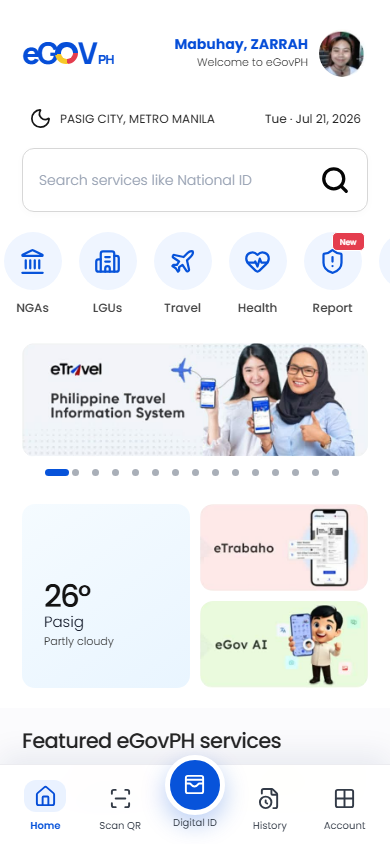 eGOV PH
Mabuhay, ZARRAH
Welcome to eGovPH
PASIG CITY, METRO MANILA
Tue · Jul 21, 2026
Search services like National ID
New
NGAs
LGUs
Travel
Health
Report
eTravel
Philippine Travel
Information System
26°
Pasig
Partly cloudy
eTrabaho
eGov AI
Featured eGovPH services
Home
Scan QR
Digital ID
History
Account